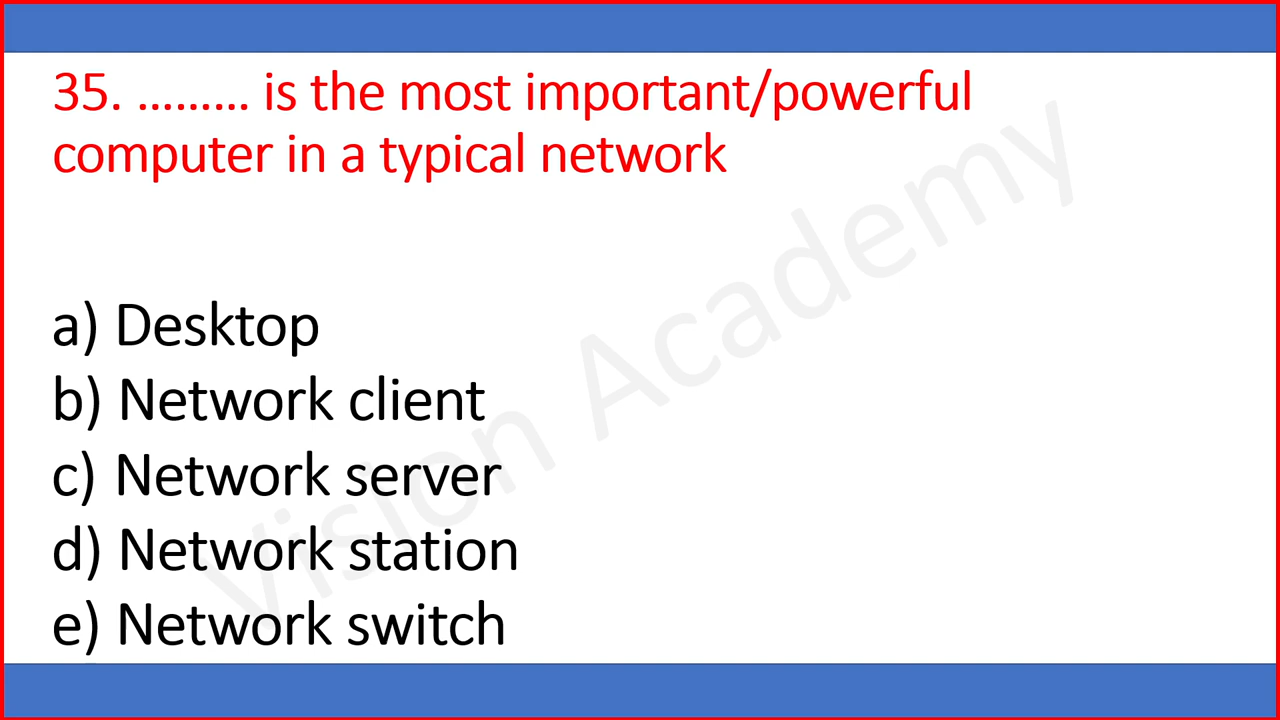 35. ……... is the most important/powerful
computer in a typical network
a) Desktop
b) Network client
c) Network server
d) Network station
e) Network switch
Vision Academy